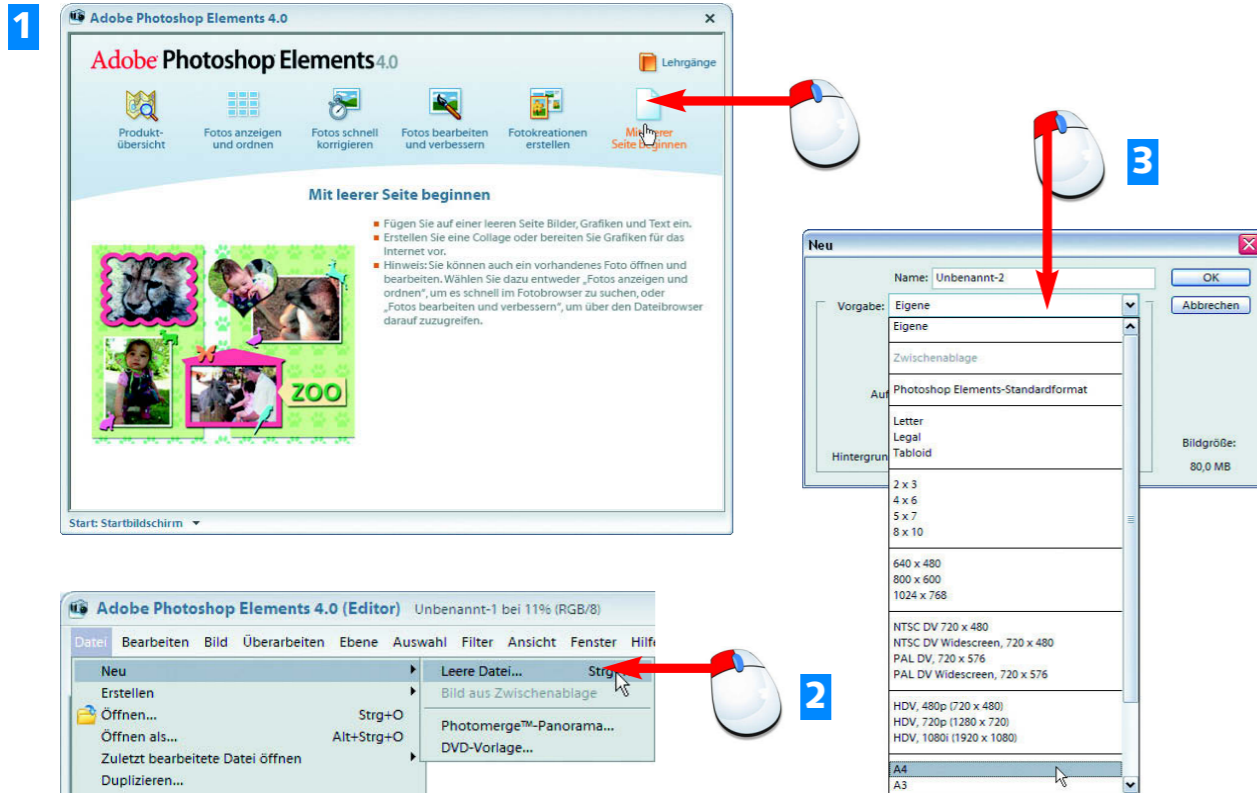 1
Adobe Photoshop Elements 4.0
Adobe Photoshop Elements 4.0
Lehrgänge
Produkt-
übersicht
Fotos anzeigen
und ordnen
Fotos schnell
korrigieren
Fotos bearbeiten
und verbessern
Fotokreationen
erstellen
Seite beginnen
Mit leerer Seite beginnen
Fügen Sie auf einer leeren Seite Bilder, Grafiken und Text ein.
Erstellen Sie eine Collage oder bereiten Sie Grafiken für das
Internet vor.
Hinweis: Sie können auch ein vorhandenes Foto öffnen und
bearbeiten. Wählen Sie dazu entweder „Fotos anzeigen und
ordnen“, um es schnell im Fotobrowser zu suchen, oder
„Fotos bearbeiten und verbessern“, um über den Dateibrowser
darauf zuzugreifen.
ZOO
Start: Startbildschirm
Adobe Photoshop Elements 4.0 (Editor) Unbenannt-1 bei 11% (RGB/8)
Datei Bearbeiten Bild Überarbeiten Ebene Auswahl Filter Ansicht Fenster Hilfe
Neu
Erstellen
Öffnen... Strg+O
Öffnen als... Alt+Strg+O
Zuletzt bearbeitete Datei öffnen
Duplizieren...
Leere Datei... Strg
Bild aus Zwischenablage
Photomerge™-Panorama...
DVD-Vorlage...
2
3
Neu
Name: Unbenannt-2
OK
Vorgabe: Eigene
Abbrechen
Eigene
Zwischenablage
Auf
Photoshop Elements-Standardformat
Letter
Legal
Tabloid
Hintergrun
Bildgröße:
80,0 MB
2 x 3
4 x 6
5 x 7
8 x 10
640 x 480
800 x 600
1024 x 768
NTSC DV 720 x 480
NTSC DV Widescreen, 720 x 480
PAL DV, 720 x 576
PAL DV Widescreen, 720 x 576
HDV, 480p (720 x 480)
HDV, 720p (1280 x 720)
HDV, 1080i (1920 x 1080)
A4
A3